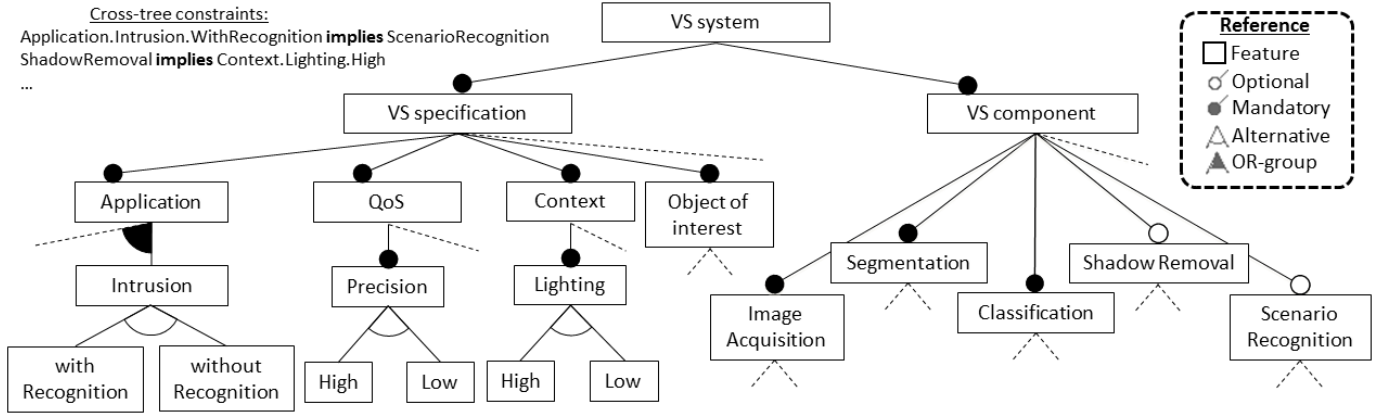 Cross-tree constraints:
Application.Intrusion.WithRecognition implies ScenarioRecognition
ShadowRemoval implies Context.Lighting.High
...
VS system
Reference
Feature
Optional
Mandatory
Alternative
OR-group
VS specification
VS component
Application
QoS
Context
Object of
interest
Segmentation
Shadow Removal
Intrusion
Precision
Lighting
Image
Acquisition
Classification
Scenario
Recognition
with
Recognition
without
Recognition
High
Low
High
Low